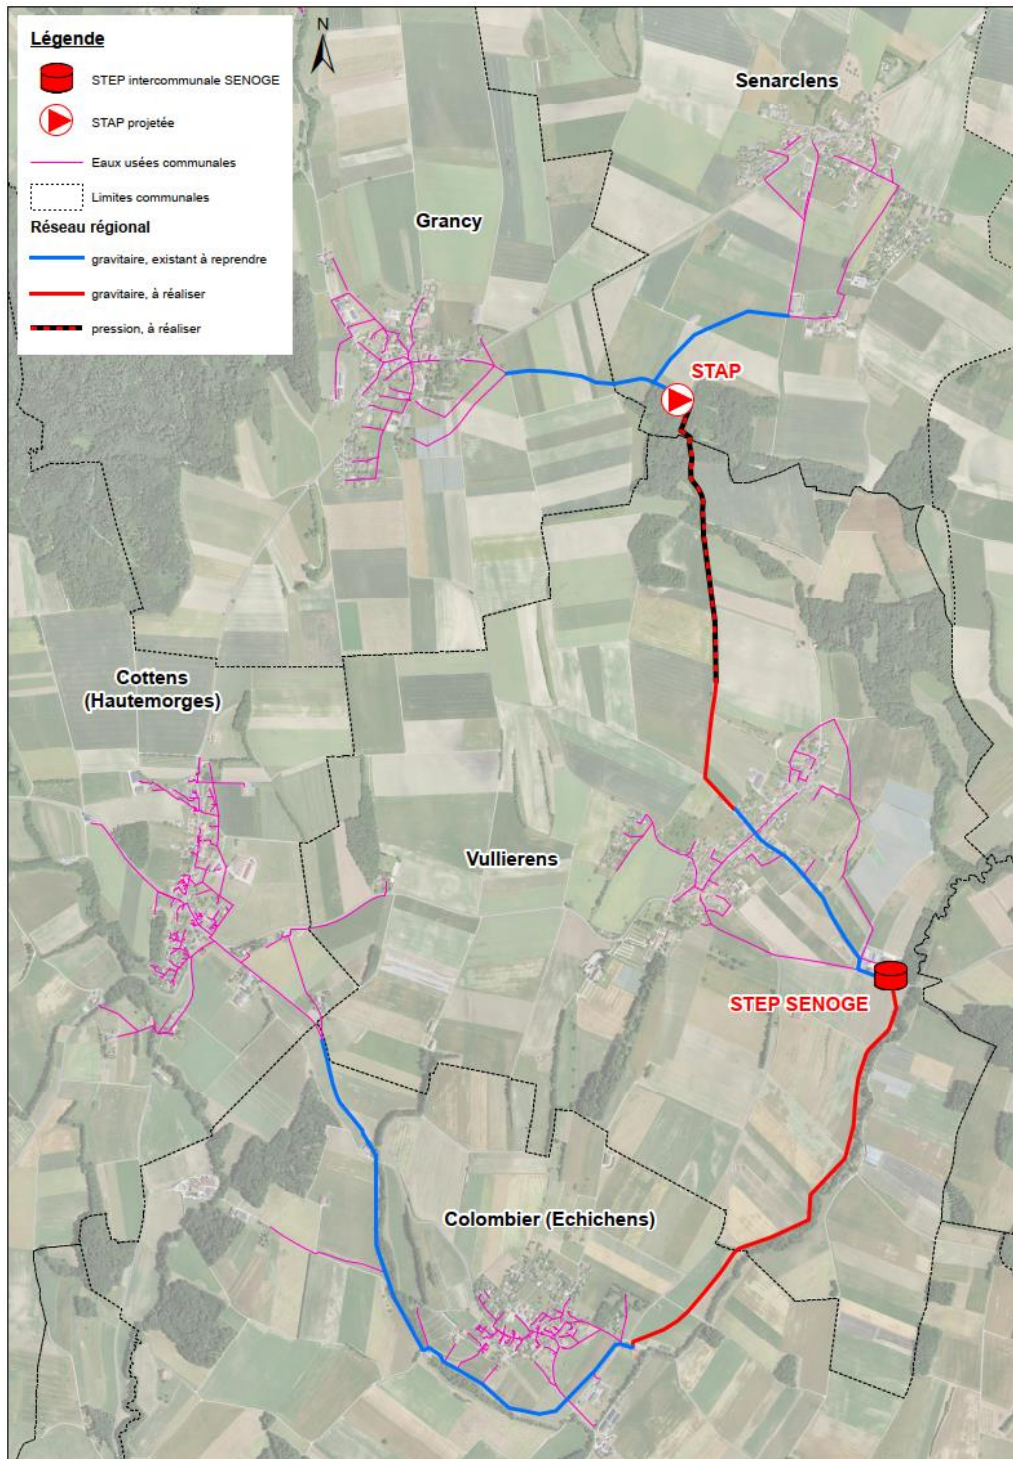 Légende
STEP intercommunale SENOGE
STAP projetée
Eaux usées communales
Limites communales
Réseau régional
gravitaire, existant à reprendre
gravitaire, à réaliser
pression, à réaliser
N
Senarclens
Grancy
STAP
Cottens
(Hautemorges)
Vullierens
STEP SENOGE
Colombier (Echichens)